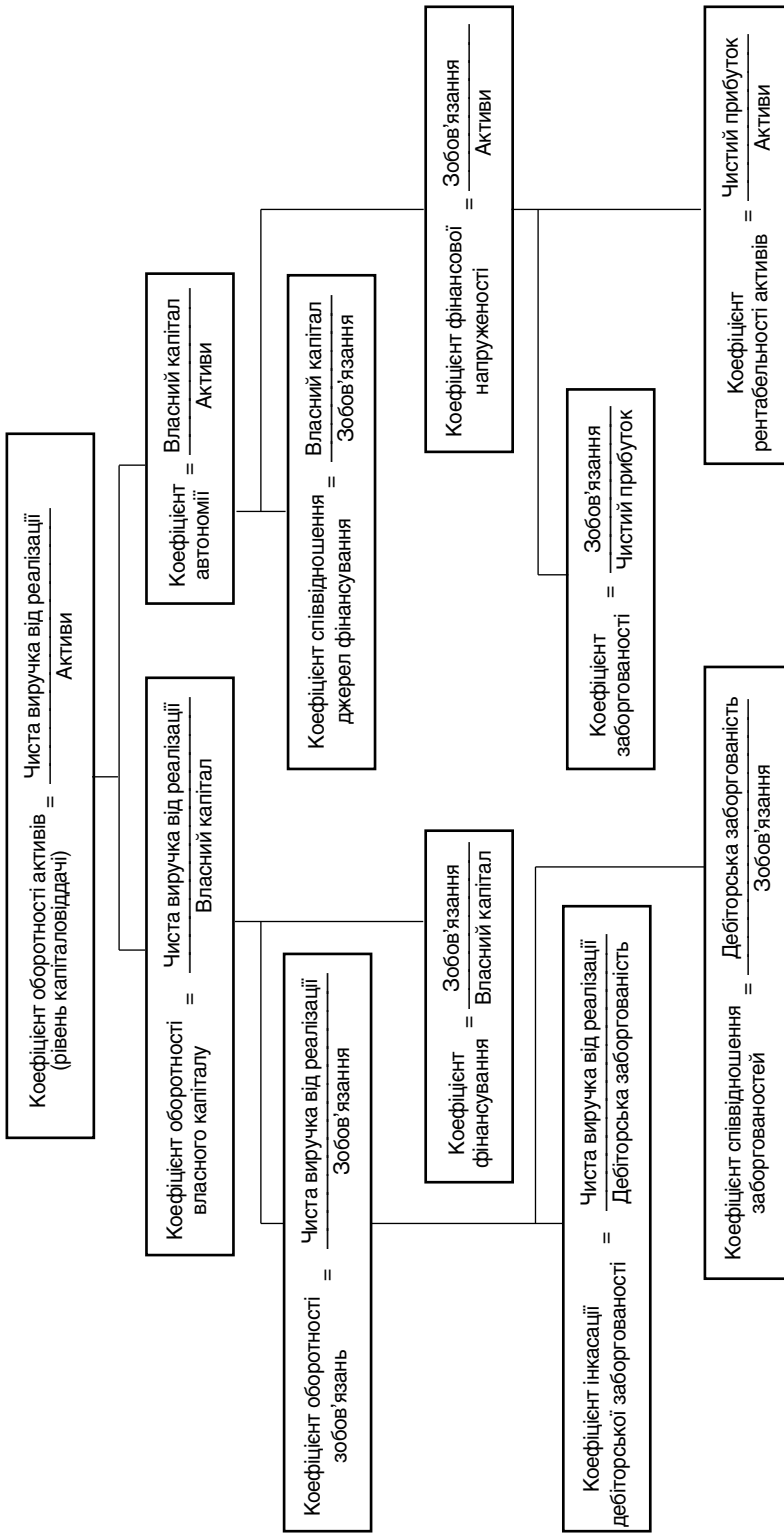 Коефіцієнт оборотності активів
(рівень капіталовіддачі)
=
Чиста виручка від реалізації
Активи
Коефіцієнт оборотності
власного капіталу
=
Чиста виручка від реалізації
Власний капітал
Коефіцієнт
автономії
=
Власний капітал
Активи
Коефіцієнт оборотності
зобов’язань
=
Чиста виручка від реалізації
Зобов’язання
Коефіцієнт співвідношення
джерел фінансування
=
Власний капітал
Зобов’язання
Коефіцієнт
фінансування
=
Зобов’язання
Власний капітал
Коефіцієнт фінансової
напруженості
=
Зобов’язання
Активи
Коефіцієнт інкасації
дебіторської заборгованості
=
Чиста виручка від реалізації
Дебіторська заборгованість
Коефіцієнт
заборгованості
=
Зобов’язання
Чистий прибуток
Коефіцієнт співвідношення
заборгованостей
=
Дебіторська заборгованість
Зобов’язання
Коефіцієнт
рентабельності активів
=
Чистий прибуток
Активи